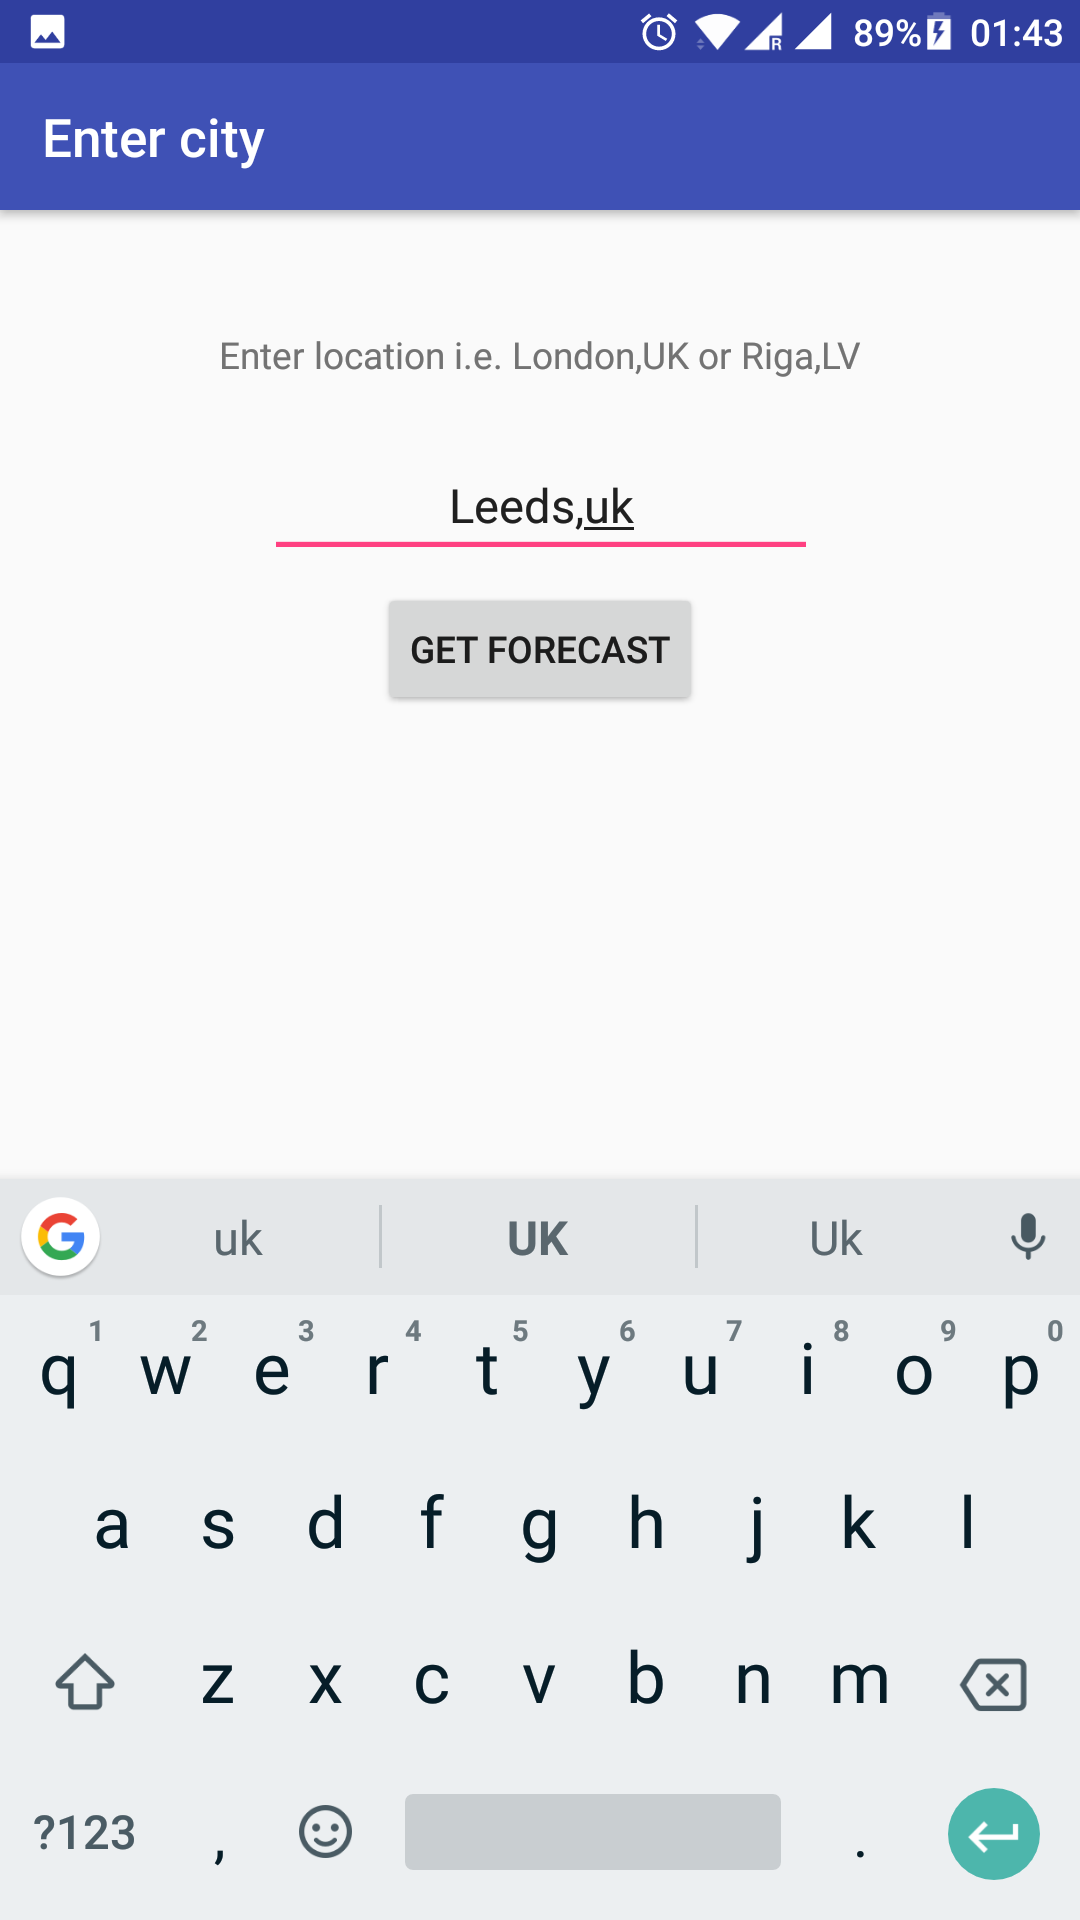 89% 01:43
Enter city
Enter location i.e. London,UK or Riga,LV
Leeds,uk
GET FORECAST
uk UK Uk
1 2 3 4 5 6 7 8 9 0
q w e r t y u i o p
a s d f g h j k l
z x c v b n m
?123 , .